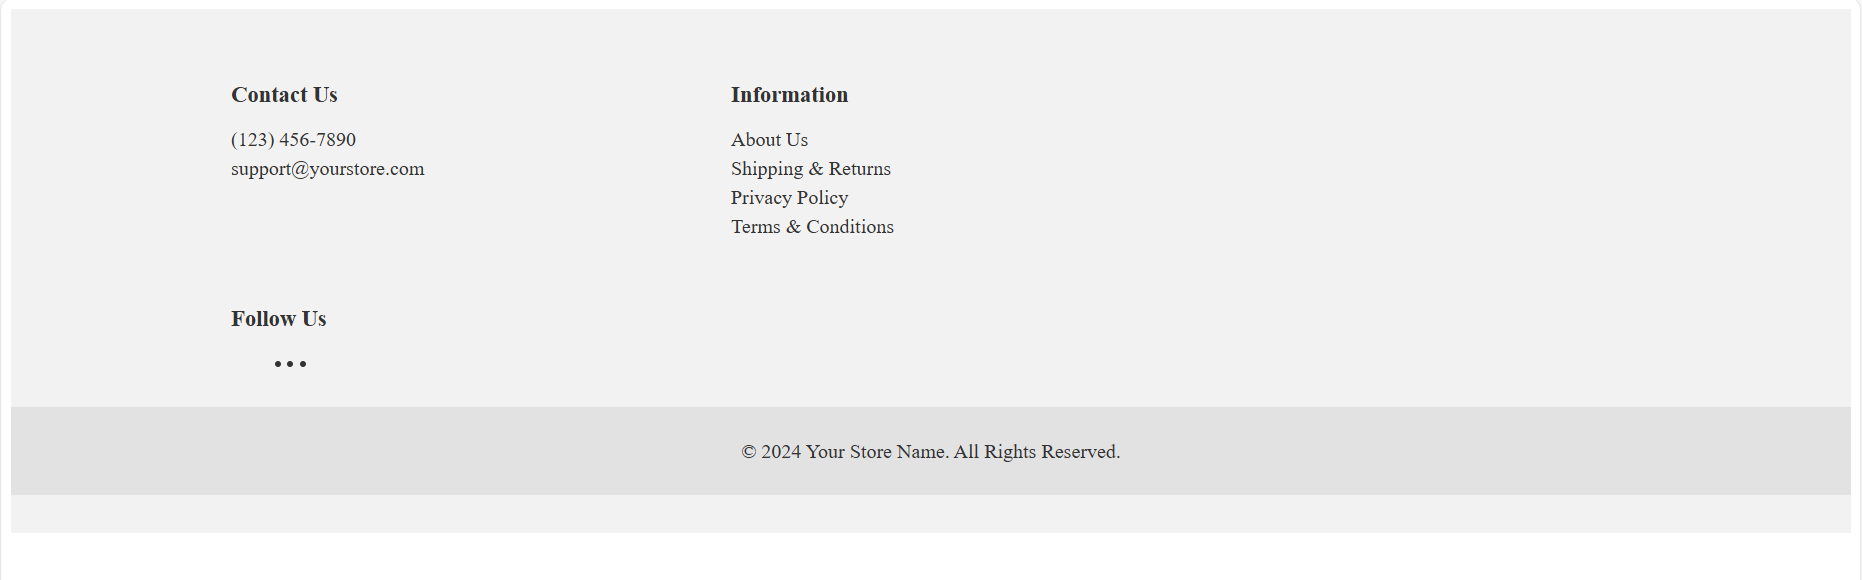 Contact Us
(123) 456-7890
support@yourstore.com
Information
About Us
Shipping & Returns
Privacy Policy
Terms & Conditions
Follow Us
© 2024 Your Store Name. All Rights Reserved.